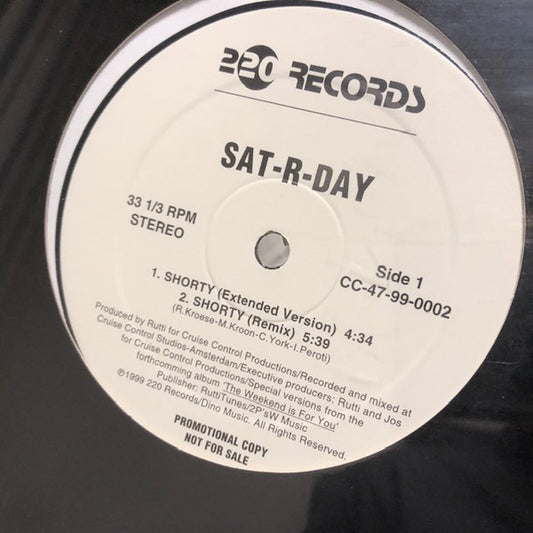 220 RECORDS
SAT-R-DAY
33 1/3 RPM
STEREO
Side 1
CC-47-99-0002
1. SHORTY (Extended Version) 4:34
2. SHORTY (Remix) 5:39
(R.Kroese-M.Kroon-C.York-I.Peroti)
Produced by Rutti for Cruise Control Productions/Recorded and mixed at
Cruise Control Studios-Amsterdam/Executive producers: Rutti and Jos
for Cruise Control Productions/Special versions from the
forthcomming album 'The Weekend is For You'
Publisher: RuttiTunes/2P'sW Music
℗1999 220 Records/Dino Music. All Rights Reserved.
PROMOTIONAL COPY
NOT FOR SALE